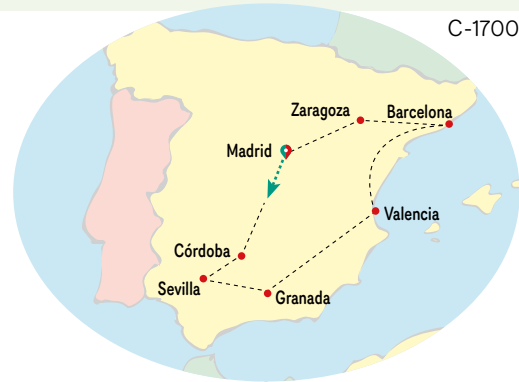 C-1700
Zaragoza
Barcelona
Madrid
Valencia
Córdoba
Sevilla
Granada